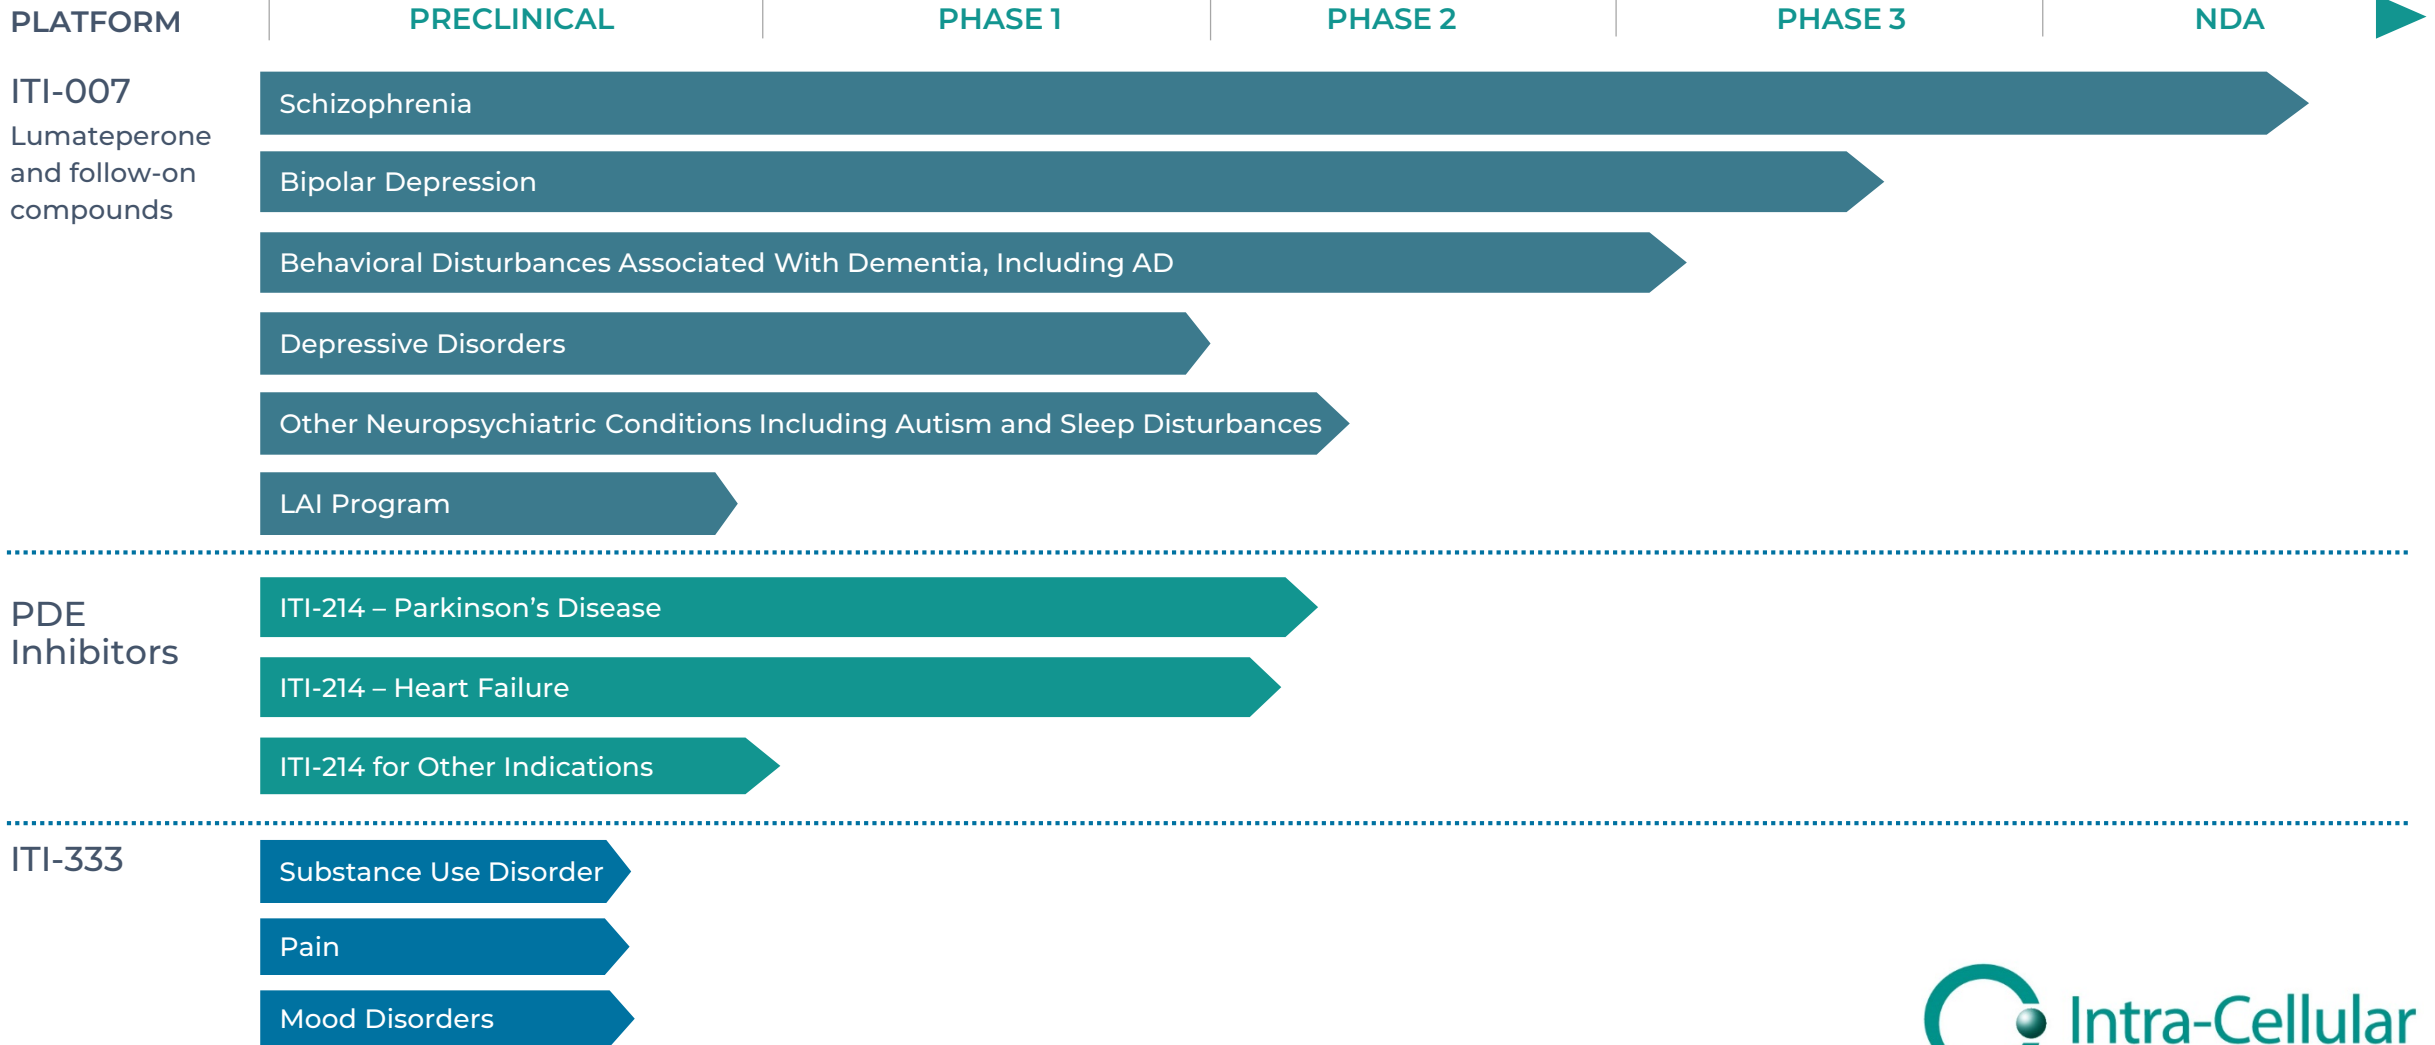 PLATFORM
PRECLINICAL
PHASE 1
PHASE 2
PHASE 3
NDA
ITI-007
Lumateperone
and follow-on
compounds
Schizophrenia
Bipolar Depression
Behavioral Disturbances Associated With Dementia, Including AD
Depressive Disorders
Other Neuropsychiatric Conditions Including Autism and Sleep Disturbances
LAI Program
PDE
Inhibitors
ITI-214 – Parkinson’s Disease
ITI-214 – Heart Failure
ITI-214 for Other Indications
ITI-333
Substance Use Disorder
Pain
Mood Disorders
Intra-Cellular